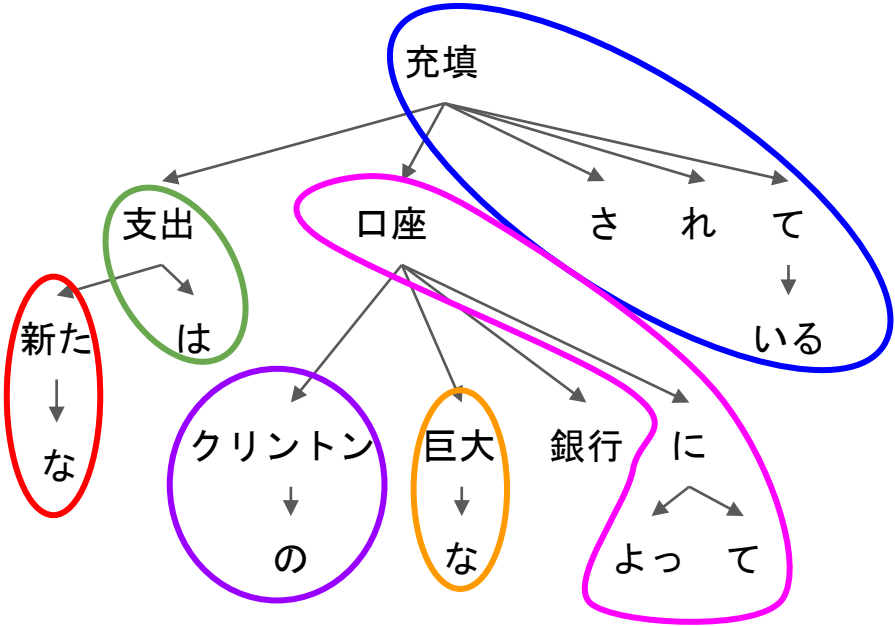 充填
支出 口座 さ れ て
新た は いる
クリントン 巨大 銀行 に
な
の な よっ て